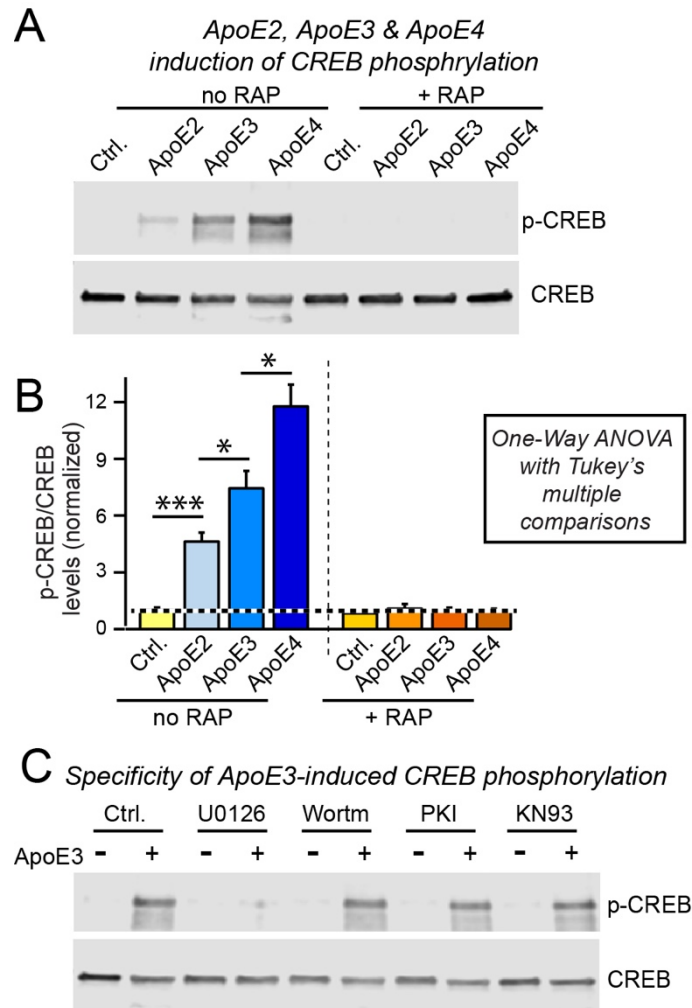 A
ApoE2, ApoE3 & ApoE4
induction of CREB phosphrylation
no RAP + RAP
Ctrl. ApoE2 ApoE3 ApoE4 Ctrl. ApoE2 ApoE3 ApoE4
p-CREB
CREB
B
p-CREB/CREB
levels (normalized)
12
9
6
3
0
*
*
***
One-Way ANOVA
with Tukey's
multiple
comparisons
Ctrl. ApoE2 ApoE3 ApoE4 Ctrl. ApoE2 ApoE3 ApoE4
no RAP + RAP
C
Specificity of ApoE3-induced CREB phosphorylation
Ctrl. U0126 Wortm PKI KN93
ApoE3 - + - + - + - + - +
p-CREB
CREB